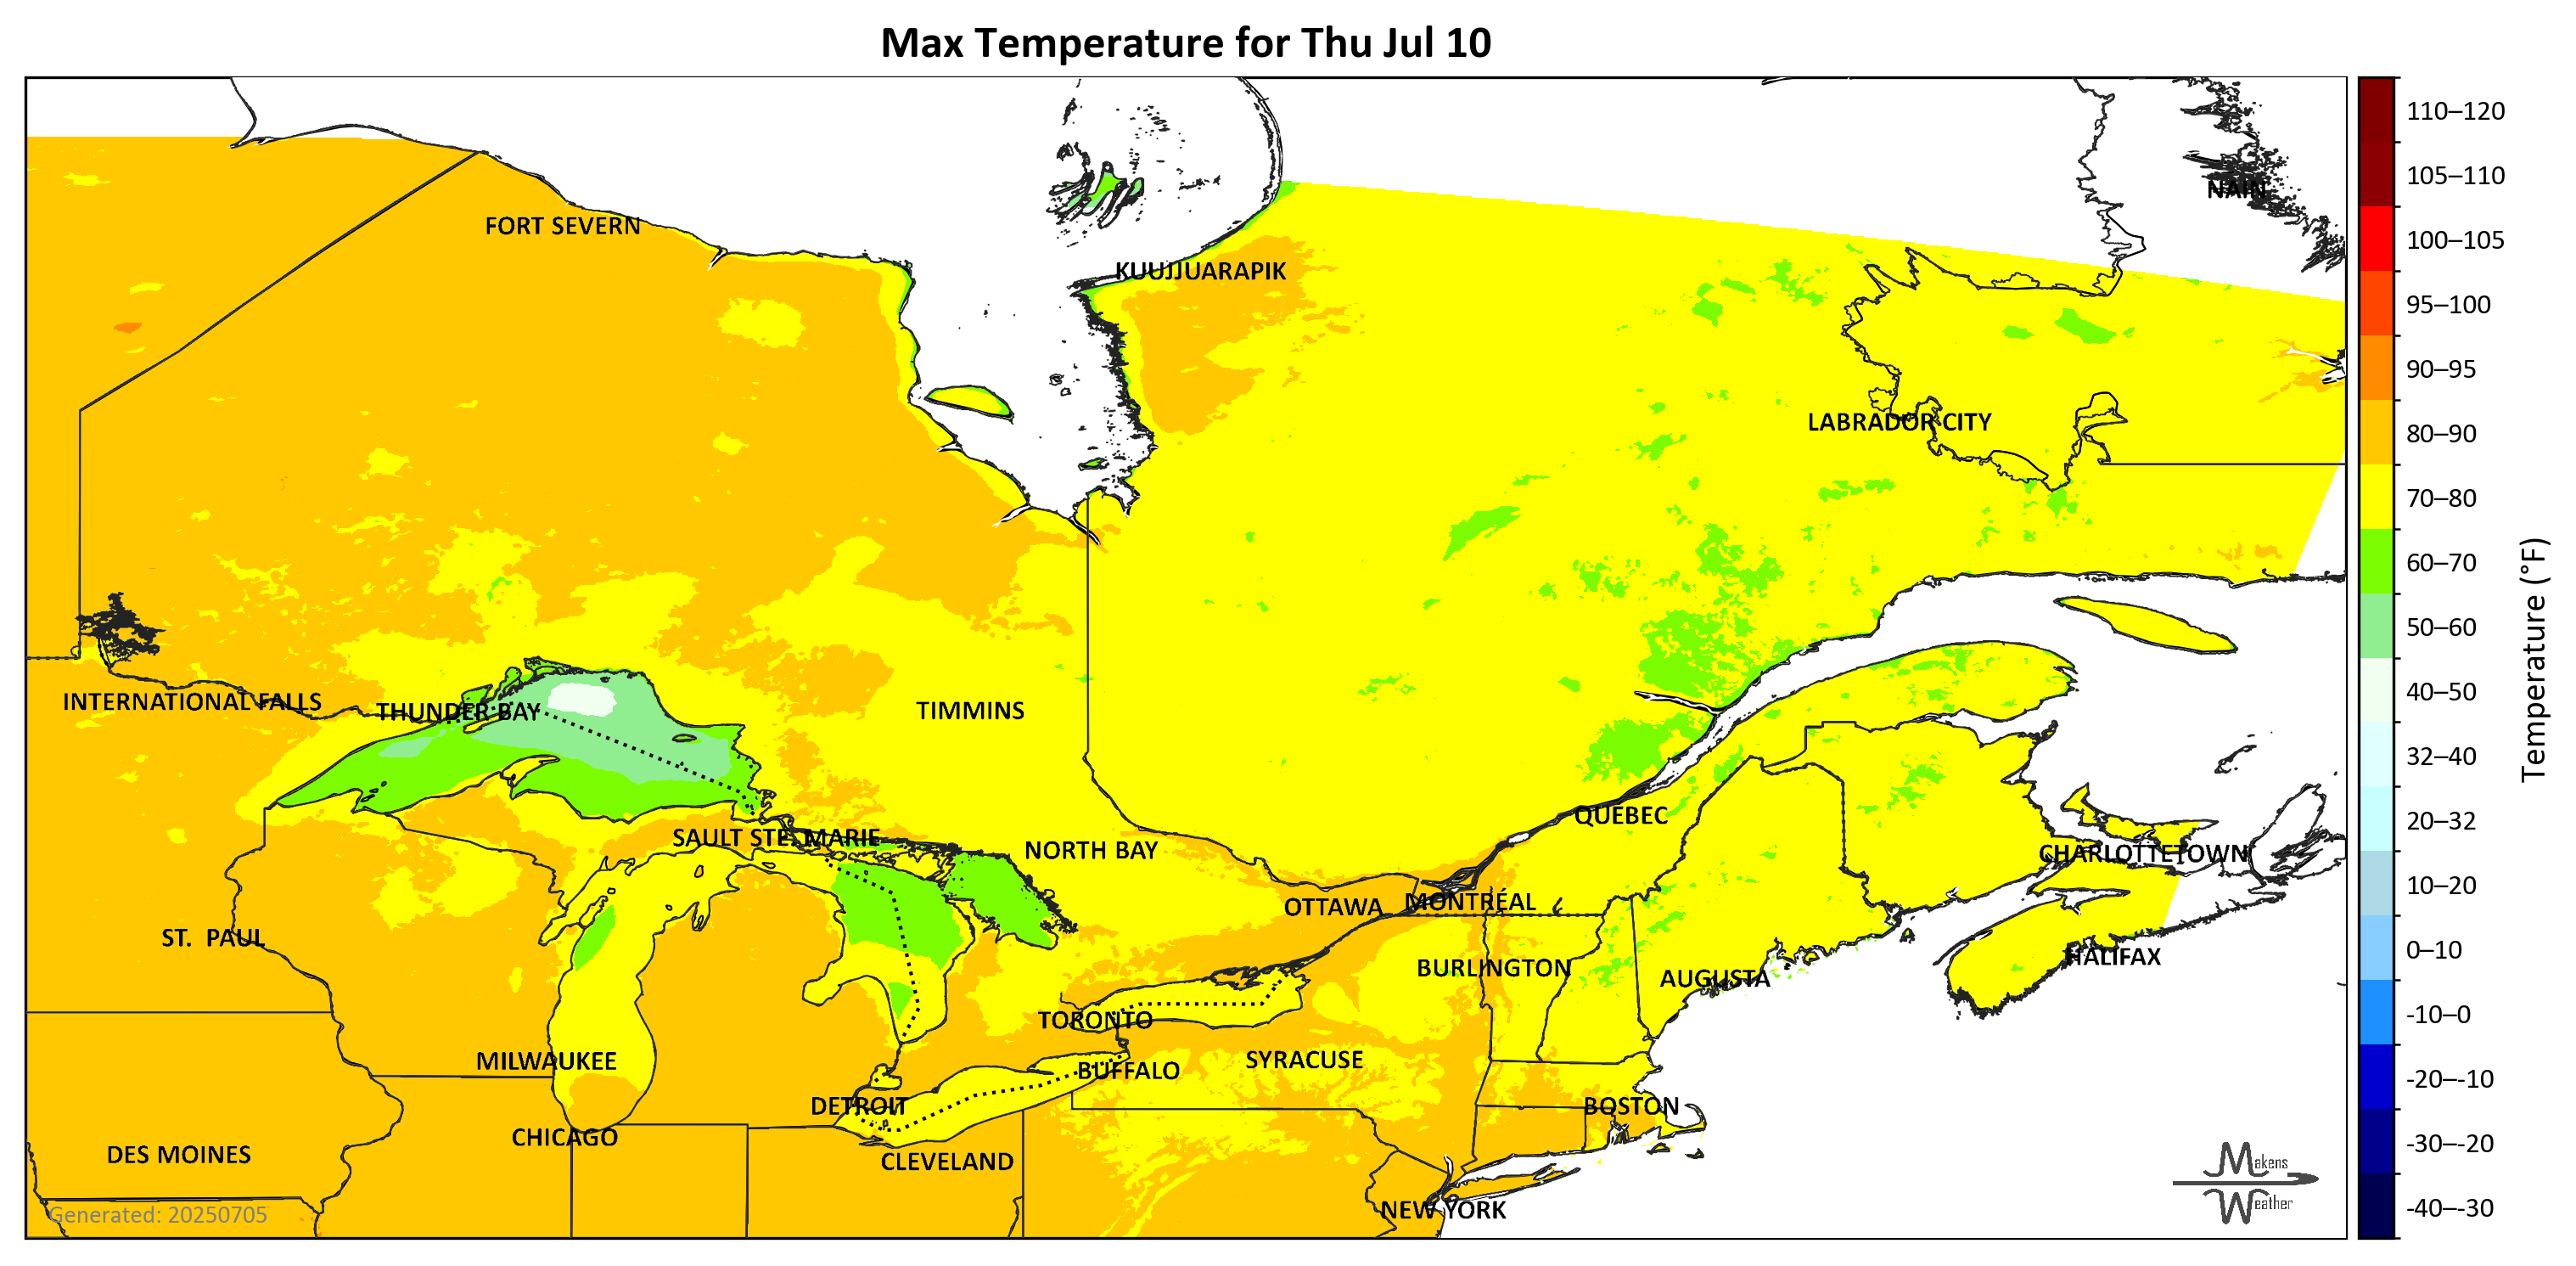 Max Temperature for Thu Jul 10
NAIN
FORT SEVERN
KUUJJUARAPIK
LABRADOR CITY
INTERNATIONAL FALLS
THUNDER BAY
TIMMINS
SAULT STE. MARIE
NORTH BAY
QUÉBEC
CHARLOTTETOWN
OTTAWA
MONTRÉAL
ST. PAUL
HALIFAX
BURLINGTON
AUGUSTA
TORONTO
MILWAUKEE
SYRACUSE
BUFFALO
DETROIT
BOSTON
CHICAGO
DES MOINES
CLEVELAND
NEW YORK
Generated: 20250705
Makens
Weather
110–120
105–110
100–105
95–100
90–95
80–90
70–80
60–70
50–60
40–50
32–40
20–32
10–20
0–10
-10–0
-20–-10
-30–-20
-40–-30
Temperature (°F)